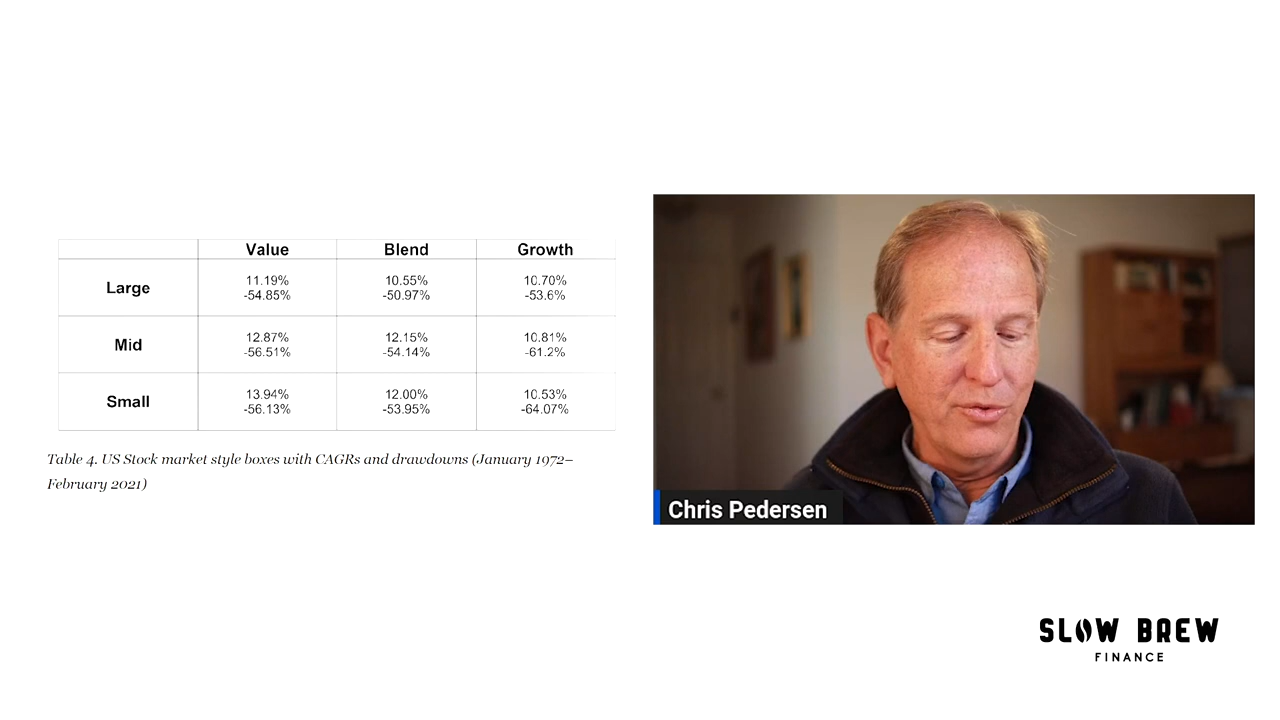 Value Blend Growth
Large 11.19% 10.55% 10.70%
-54.85% -50.97% -53.6%
Mid 12.87% 12.15% 10.81%
-56.51% -54.14% -61.2%
Small 13.94% 12.00% 10.53%
-56.13% -53.95% -64.07%
Table 4. US Stock market style boxes with CAGRs and drawdowns (January 1972–
February 2021)
Chris Pedersen
SLOW BREW
FINANCE